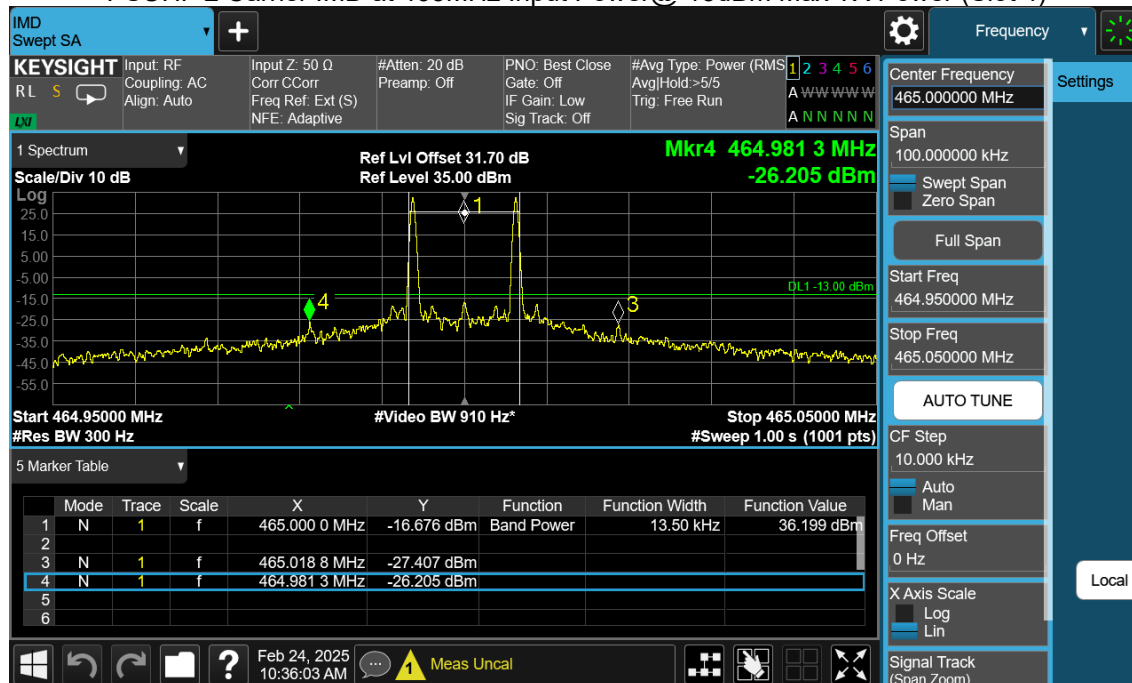 IMD
Swept SA
+
Frequency
KEYSIGHT
Input: RF
Input Z: 50 Ω
#Atten: 20 dB
PNO: Best Close
#Avg Type: Power (RMS
1 2 3 4 5 6
RL S
Coupling: AC
Corr CCorr
Preamp: Off
Gate: Off
Avg|Hold:>5/5
A W W W W W
Align: Auto
Freq Ref: Ext (S)
IF Gain: Low
Trig: Free Run
LXI
NFE: Adaptive
Sig Track: Off
A N N N N N
1 Spectrum
Ref Lvl Offset 31.70 dB
Mkr4 464.981 3 MHz
Scale/Div 10 dB
Ref Level 35.00 dBm
-26.205 dBm
Log
25.0
15.0
5.00
-5.00
-15.0
-25.0
-35.0
-45.0
-55.0
1
DL1 -13.00 dBm
4
3
Start 464.95000 MHz
#Video BW 910 Hz*
Stop 465.05000 MHz
#Res BW 300 Hz
#Sweep 1.00 s (1001 pts)
5 Marker Table
Mode Trace Scale X Y Function Function Width Function Value
1 N 1 f 465.000 0 MHz -16.676 dBm Band Power 13.50 kHz 36.199 dBm
2
3 N 1 f 465.018 8 MHz -27.407 dBm
4 N 1 f 464.981 3 MHz -26.205 dBm
5
6
?
Feb 24, 2025
10:36:03 AM
1
Meas Uncal
Center Frequency
465.000000 MHz
Settings
Span
100.000000 kHz
Swept Span
Zero Span
Full Span
Start Freq
464.950000 MHz
Stop Freq
465.050000 MHz
AUTO TUNE
CF Step
10.000 kHz
Auto
Man
Freq Offset
0 Hz
Local
X Axis Scale
Log
Lin
Signal Track
(Span Zoom)